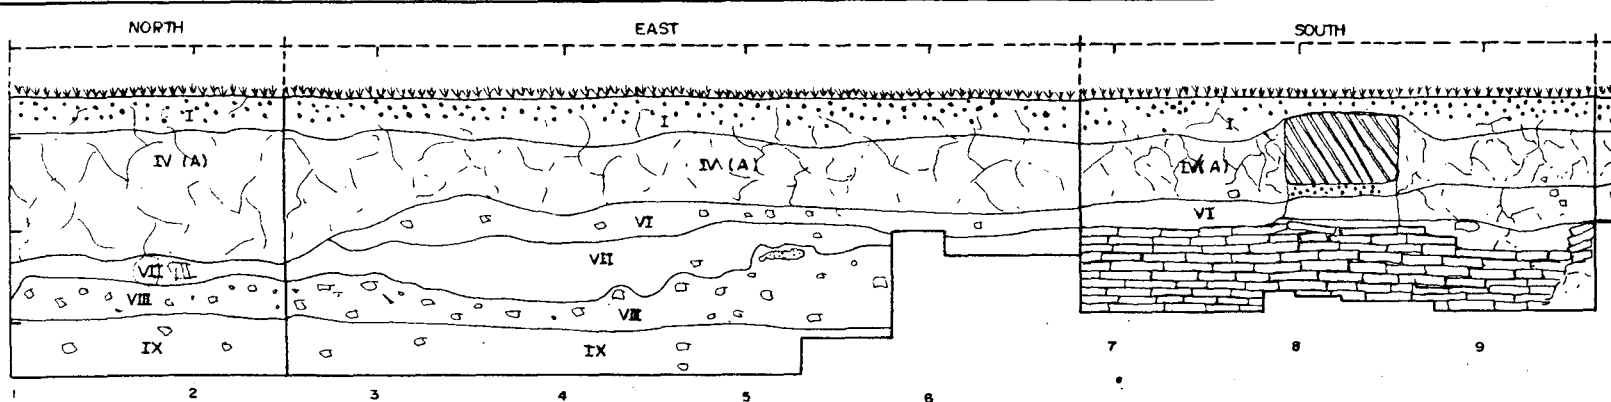 NORTH EAST SOUTH
I I I
IV (A) IV (A) IV (A)
VI VI
VII VII
VIII VIII
IX IX
7 8 9
1 2 3 4 5 6